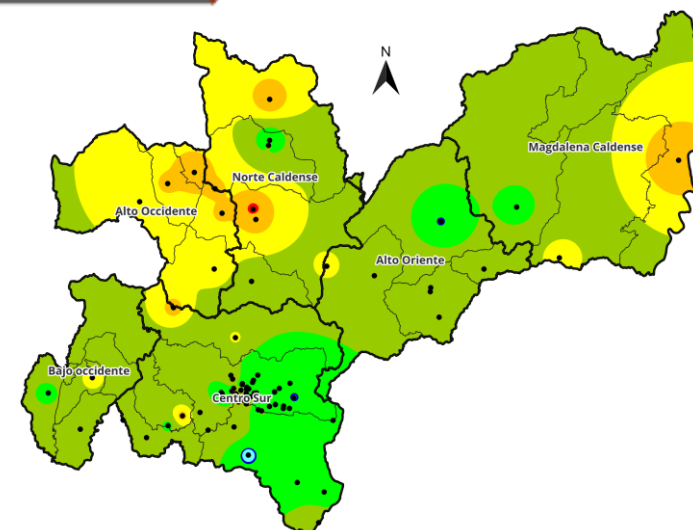 N
Magdalena Caldense
Norte Caldense
Alto Occidente
Alto Oriente
Bajo occidente
Centro Sur